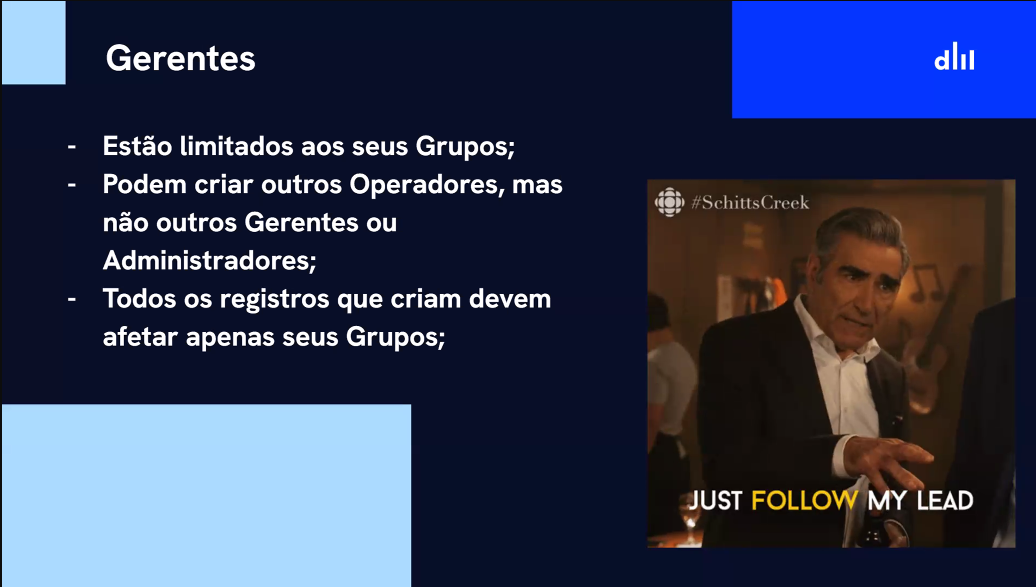 Gerentes
dlıl
- Estão limitados aos seus Grupos;
- Podem criar outros Operadores, mas
não outros Gerentes ou
Administradores;
- Todos os registros que criam devem
afetar apenas seus Grupos;
#SchittsCreek
JUST FOLLOW MY LEAD